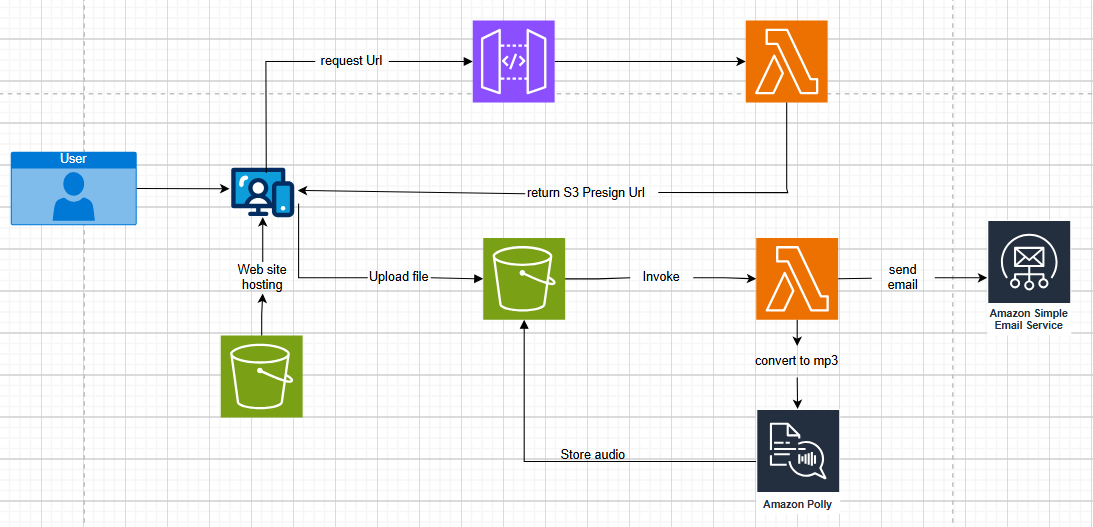 request Url
User
return S3 Presign Url
Web site
hosting
Upload file
Invoke
send
email
Amazon Simple
Email Service
convert to mp3
Store audio
Amazon Polly